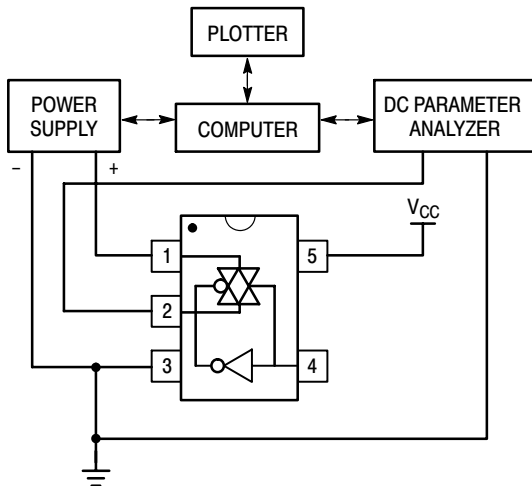 PLOTTER
POWER
SUPPLY
COMPUTER
DC PARAMETER
ANALYZER
–
+
VCC
1
5
2
3
4